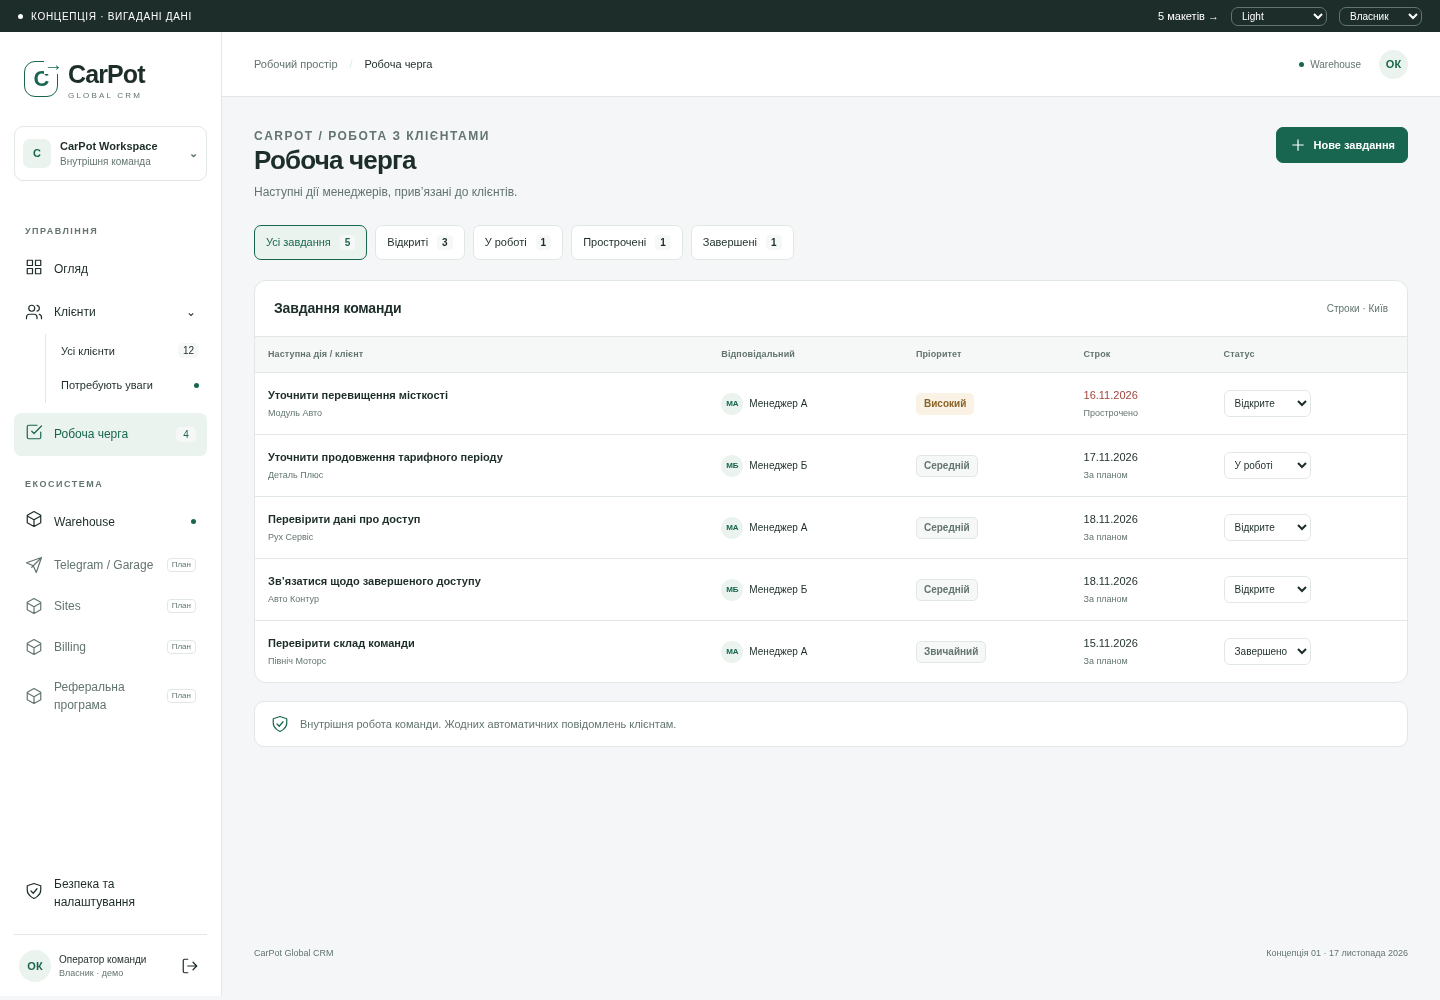 КОНЦЕПЦІЯ · ВИГАДАНІ ДАНІ
5 макетів →
Light
Власник
C
CarPot
GLOBAL CRM
C
CarPot Workspace
Внутрішня команда
УПРАВЛІННЯ
Огляд
Клієнти
Усі клієнти
12
Потребують уваги
Робоча черга
4
ЕКОСИСТЕМА
Warehouse
Telegram / Garage
План
Sites
План
Billing
План
Реферальна
програма
План
Безпека та
налаштування
ОК
Оператор команди
Власник · демо
Робочий простір / Робоча черга
Warehouse
ОК
CARPOT / РОБОТА З КЛІЄНТАМИ
Робоча черга
Наступні дії менеджерів, прив’язані до клієнтів.
Нове завдання
Усі завдання 5
Відкриті 3
У роботі 1
Прострочені 1
Завершені 1
Завдання команди
Строки · Київ
Наступна дія / клієнт
Відповідальний
Пріоритет
Строк
Статус
Уточнити перевищення місткості
Модуль Авто
МА
Менеджер А
Високий
16.11.2026
Прострочено
Відкрите
Уточнити продовження тарифного періоду
Деталь Плюс
МБ
Менеджер Б
Середній
17.11.2026
За планом
У роботі
Перевірити дані про доступ
Рух Сервіс
МА
Менеджер А
Середній
18.11.2026
За планом
Відкрите
Зв’язатися щодо завершеного доступу
Авто Контур
МБ
Менеджер Б
Середній
18.11.2026
За планом
Відкрите
Перевірити склад команди
Північ Моторс
МА
Менеджер А
Звичайний
15.11.2026
За планом
Завершено
Внутрішня робота команди. Жодних автоматичних повідомлень клієнтам.
CarPot Global CRM
Концепція 01 · 17 листопада 2026